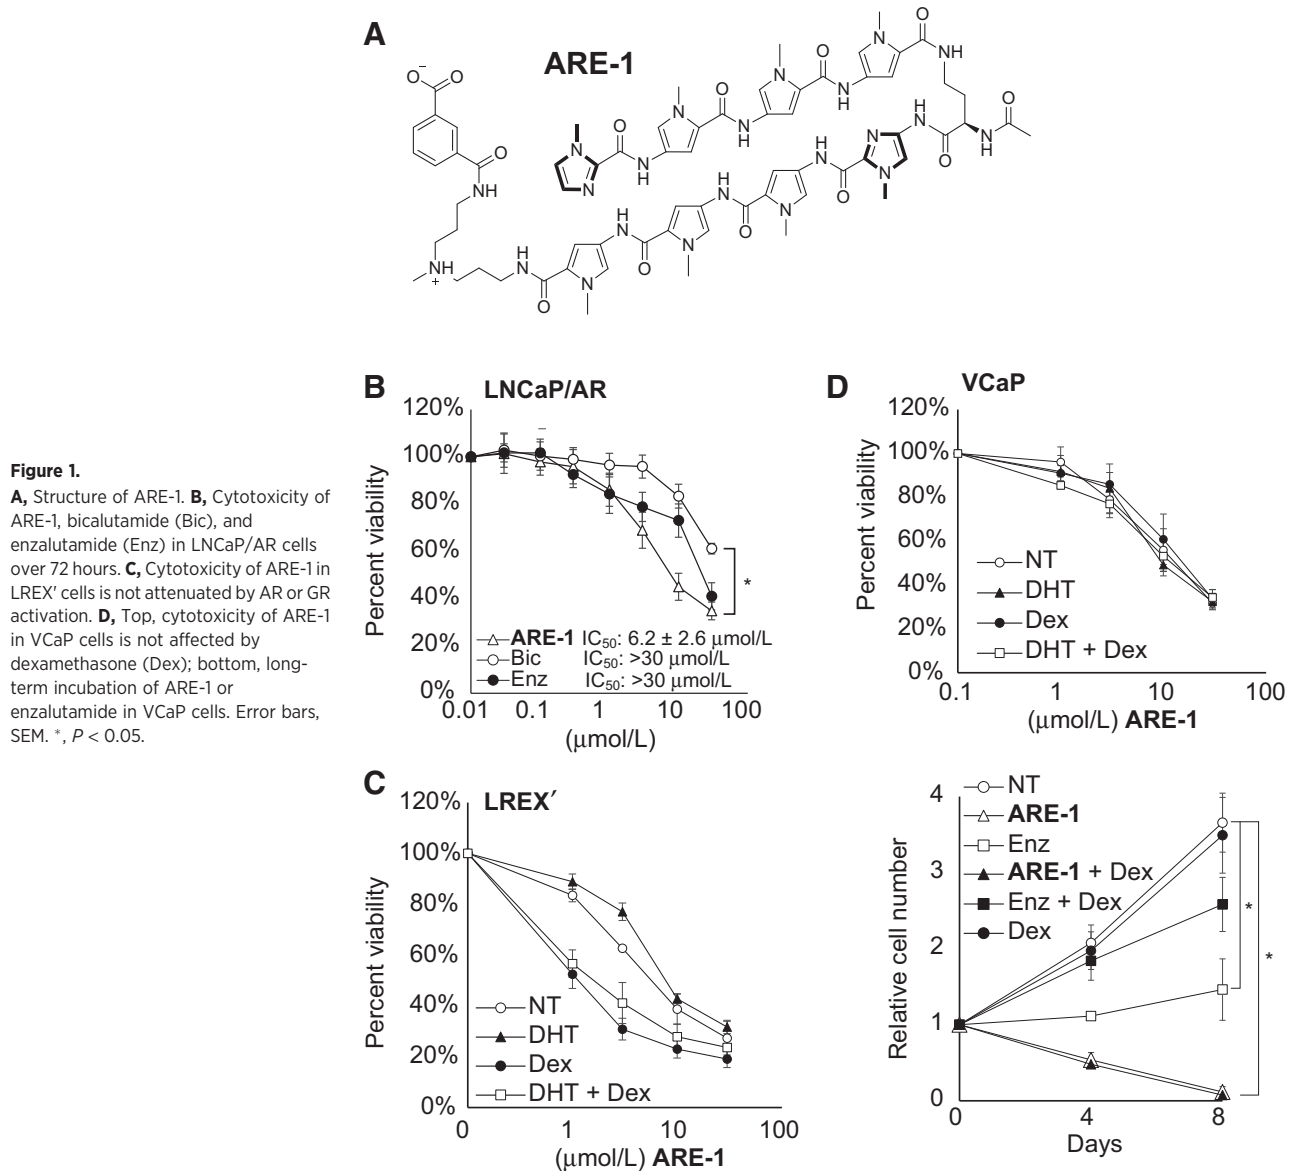 A
ARE-1
O−
O
O
NH
NH
+
N
N
O
N
H
N
O
N
H
N
O
N
H
N
O
NH
O
N
H
O
H
N
N
N
O
H
N
N
O
H
N
N
O
H
N
N
O
H
N
N
O
H
N
Figure 1.
A, Structure of ARE-1. B, Cytotoxicity of
ARE-1, bicalutamide (Bic), and
enzalutamide (Enz) in LNCaP/AR cells
over 72 hours. C, Cytotoxicity of ARE-1 in
LREX′ cells is not attenuated by AR or GR
activation. D, Top, cytotoxicity of ARE-1
in VCaP cells is not affected by
dexamethasone (Dex); bottom, long-
term incubation of ARE-1 or
enzalutamide in VCaP cells. Error bars,
SEM. *, P < 0.05.
B
LNCaP/AR
Percent viability
120%
100%
80%
60%
40%
20%
0%
*
ARE-1 IC50: 6.2 ± 2.6 μmol/L
Bic IC50: >30 μmol/L
Enz IC50: >30 μmol/L
0.01 0.1 1 10 100
(μmol/L)
D
VCaP
Percent viability
120%
100%
80%
60%
40%
20%
0%
NT
DHT
Dex
DHT + Dex
0.1 1 10 100
(μmol/L) ARE-1
C
LREX′
Percent viability
120%
100%
80%
60%
40%
20%
0%
NT
DHT
Dex
DHT + Dex
0 1 10 100
(μmol/L) ARE-1
Relative cell number
4
3
2
1
0
NT
ARE-1
Enz
ARE-1 + Dex
Enz + Dex
Dex
*
*
0 4 8
Days